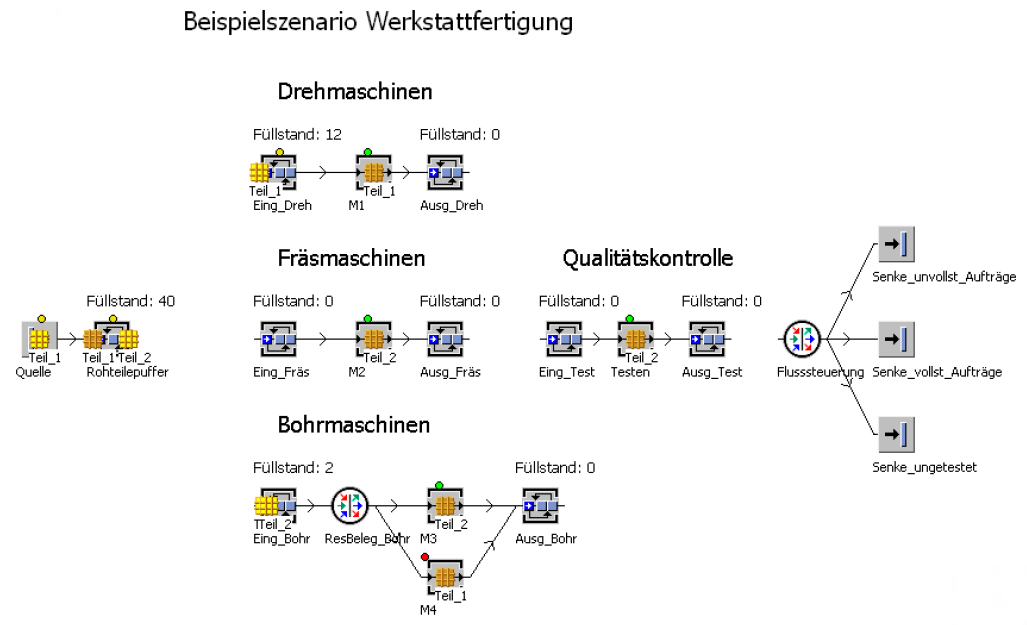 Beispielszenario Werkstattfertigung
Drehmaschinen
Füllstand: 12
Füllstand: 0
Teil_1
Teil_1
Eing_Dreh
M1
Ausg_Dreh
Fräsmaschinen
Qualitätskontrolle
Senke_unvollst_Aufträge
Füllstand: 40
Füllstand: 0
Füllstand: 0
Füllstand: 0
Füllstand: 0
Teil_1
Teil_1
Teil_2
Teil_2
Teil_2
Quelle
Rohteilepuffer
Eing_Fräs
M2
Ausg_Fräs
Eing_Test
Testen
Ausg_Test
Flusssteuerung
Senke_vollst_Aufträge
Bohrmaschinen
Füllstand: 2
Füllstand: 0
Senke_ungetestet
TTeil_2
Teil_2
Eing_Bohr
ResBeleg_Bohr
M3
Ausg_Bohr
Teil_1
M4